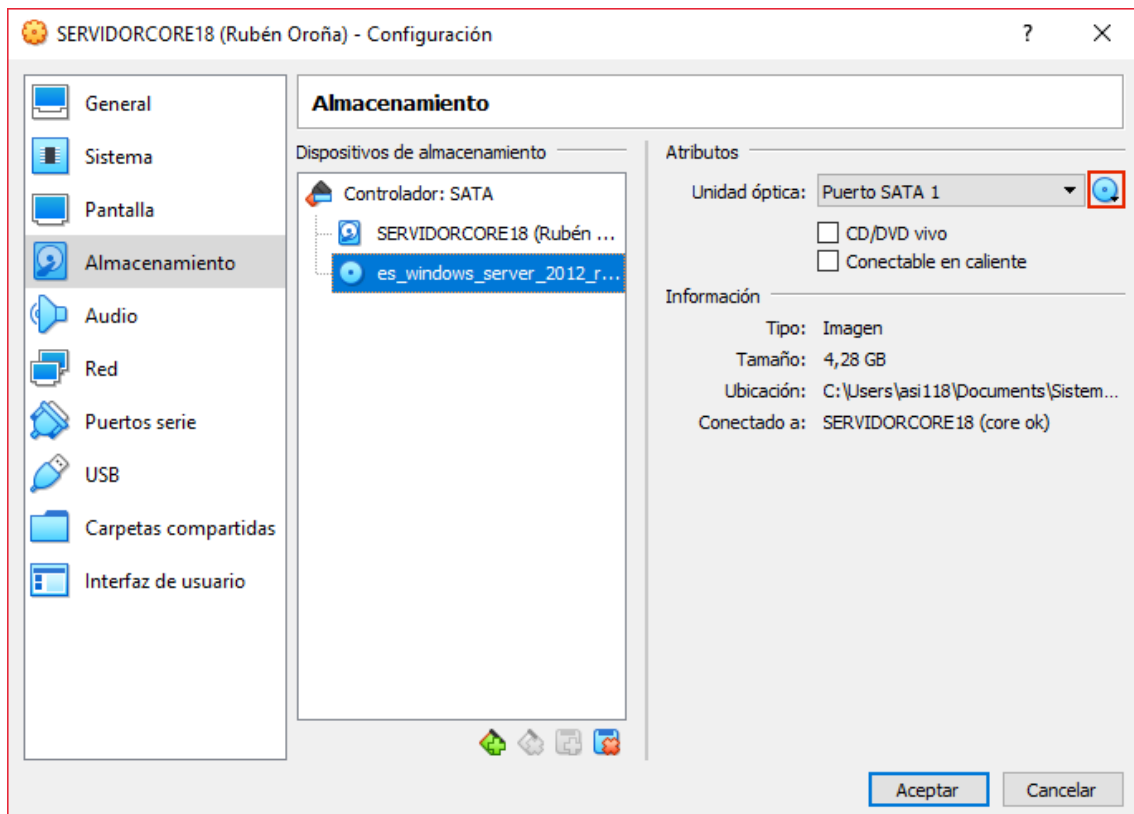 SERVIDORCORE18 (Rubén Oroña) - Configuración
?
General
Sistema
Pantalla
Almacenamiento
Audio
Red
Puertos serie
USB
Carpetas compartidas
Interfaz de usuario
Almacenamiento
Dispositivos de almacenamiento
Controlador: SATA
SERVIDORCORE18 (Rubén ...
es_windows_server_2012_r...
Atributos
Unidad óptica: Puerto SATA 1
CD/DVD vivo
Conectable en caliente
Información
Tipo: Imagen
Tamaño: 4,28 GB
Ubicación: C:\Users\asi118\Documents\Sistem...
Conectado a: SERVIDORCORE18 (core ok)
Aceptar
Cancelar